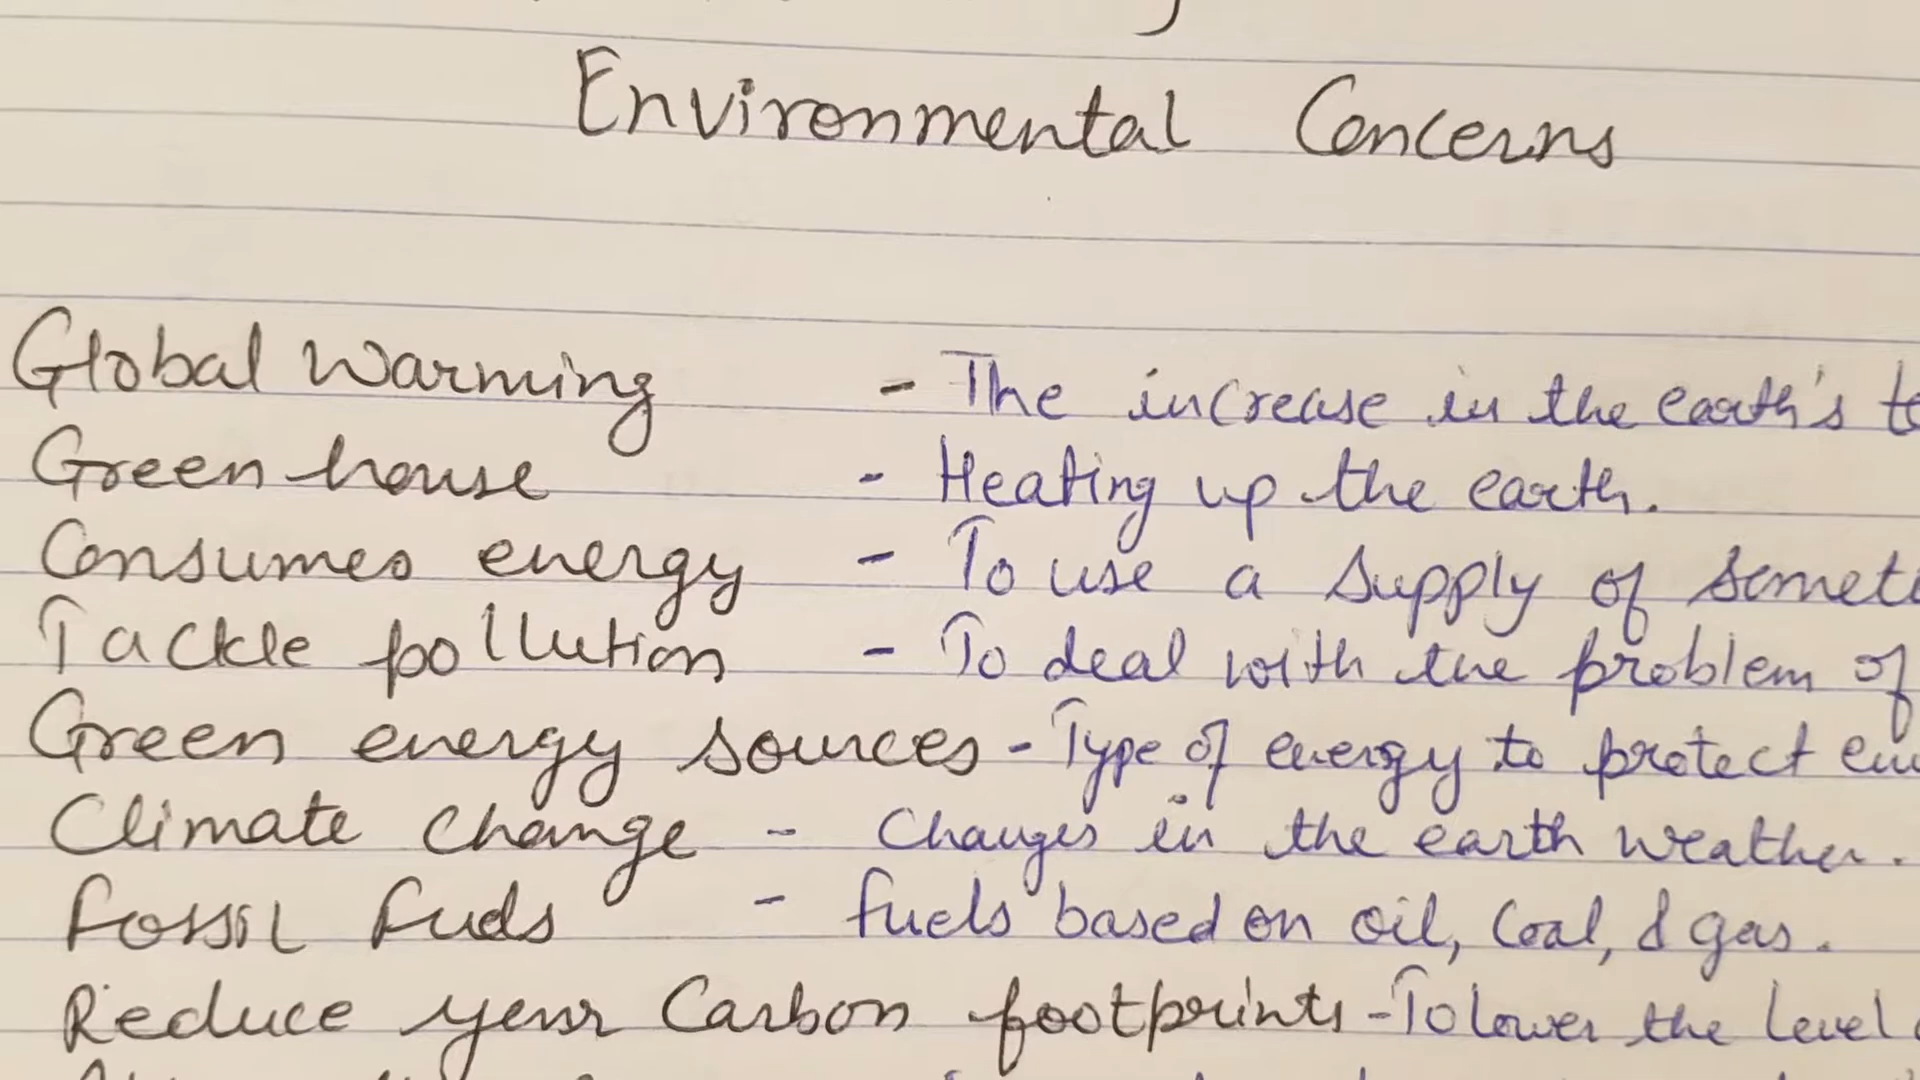 Environmental Concerns
Global Warming - The increase in the earth's
Green house - Heating up the earth.
Consumes energy - To use a supply of
Tackle pollution - To deal with the problem of
Green energy sources - Type of energy to protect
Climate change - Changes in the earth weather.
Fossil fuels - fuels based on oil, Coal, & gas.
Reduce your Carbon footprints - To lower the level